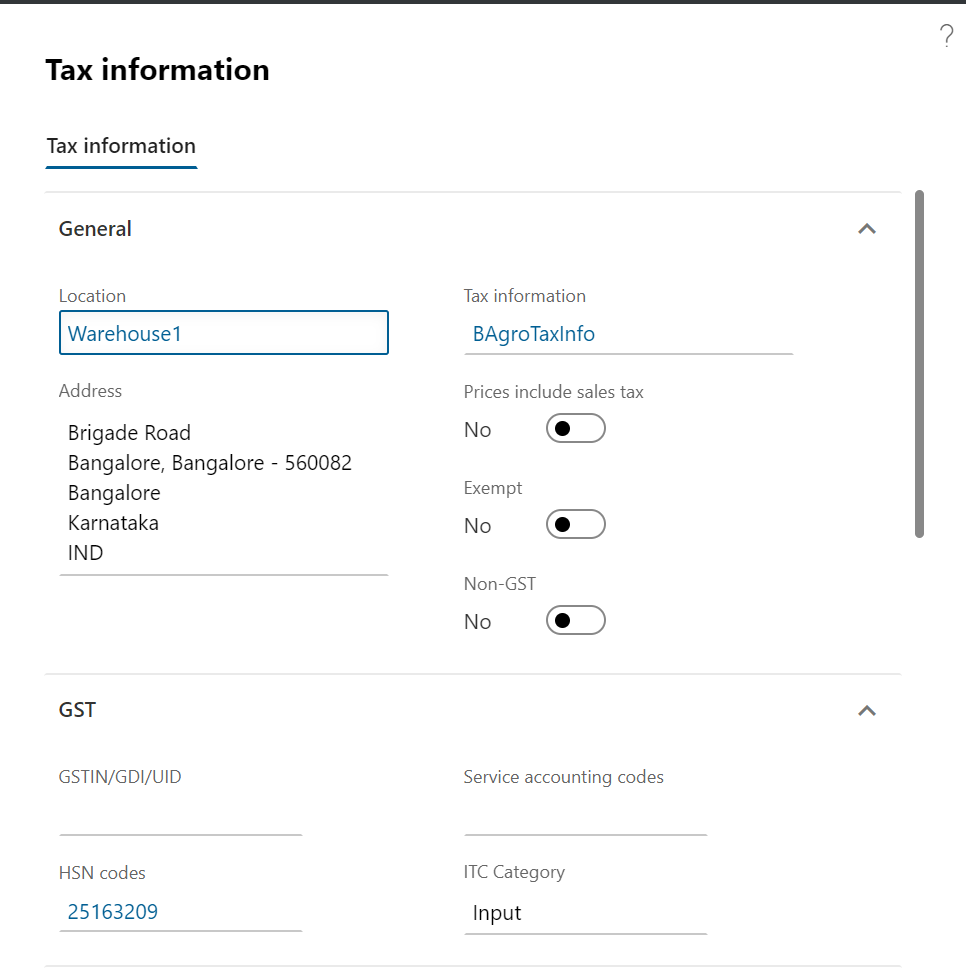 ?
Tax information
Tax information
General
Location
Warehouse1
Address
Brigade Road
Bangalore, Bangalore - 560082
Bangalore
Karnataka
IND
Tax information
BAgroTaxInfo
Prices include sales tax
No
Exempt
No
Non-GST
No
GST
GSTIN/GDI/UID
Service accounting codes
HSN codes
25163209
ITC Category
Input